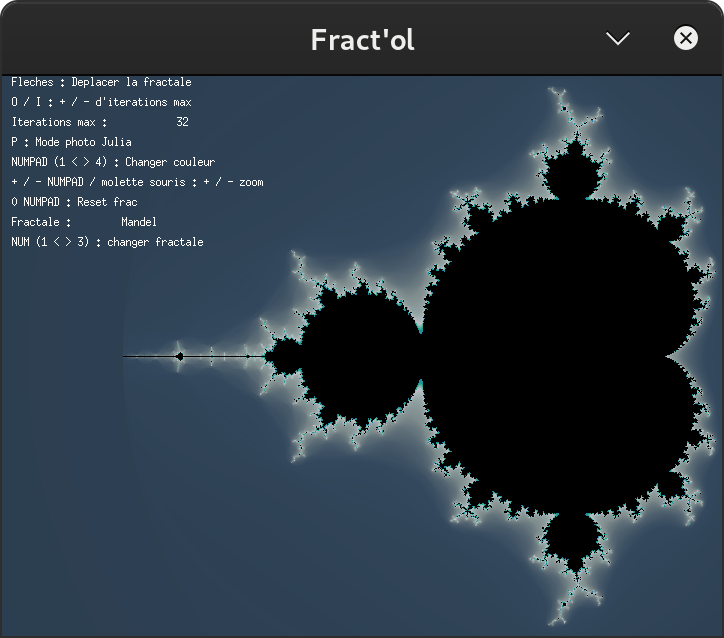 Fract'ol
Fleches : Deplacer la fractale
O / I : + / - d'iterations max
Iterations max : 32
P : Mode photo Julia
NUMPAD (1 < > 4) : Changer couleur
+ / - NUMPAD / molette souris : + / - zoom
0 NUMPAD : Reset frac
Fractale : Mandel
NUM (1 < > 3) : changer fractale